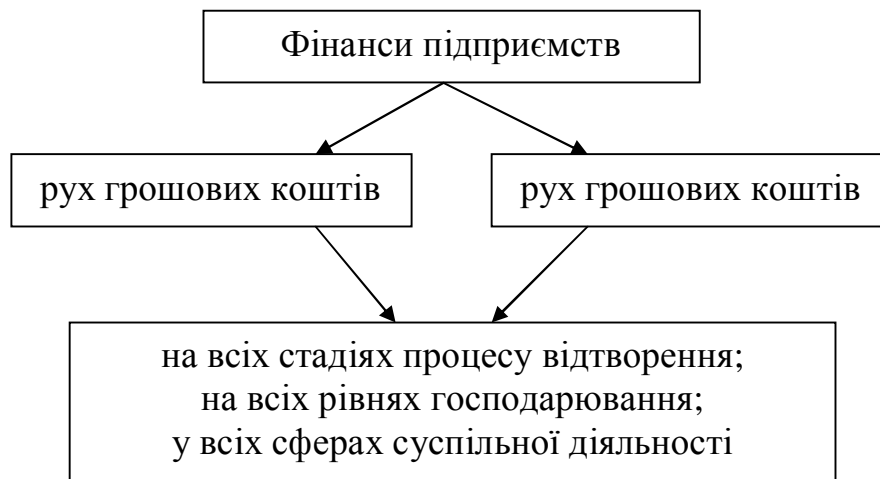 Фінанси підприємств
рух грошових коштів
рух грошових коштів
на всіх стадіях процесу відтворення;
на всіх рівнях господарювання;
у всіх сферах суспільної діяльності